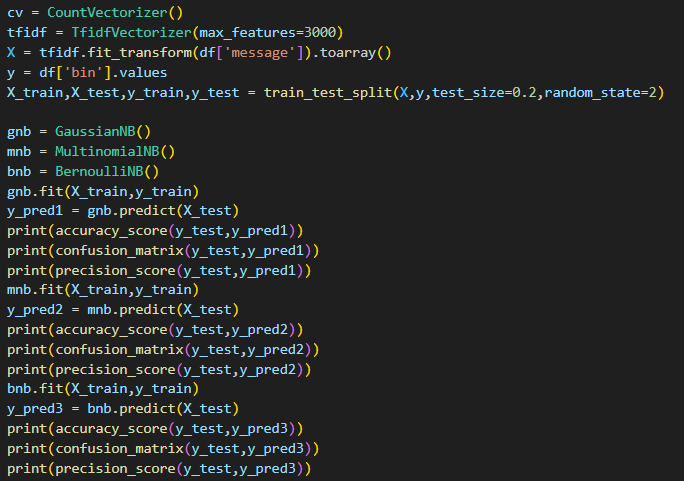 cv = CountVectorizer()
tfidf = TfidfVectorizer(max_features=3000)
X = tfidf.fit_transform(df['message']).toarray()
y = df['bin'].values
X_train,X_test,y_train,y_test = train_test_split(X,y,test_size=0.2,random_state=2)
gnb = GaussianNB()
mnb = MultinomialNB()
bnb = BernoulliNB()
gnb.fit(X_train,y_train)
y_pred1 = gnb.predict(X_test)
print(accuracy_score(y_test,y_pred1))
print(confusion_matrix(y_test,y_pred1))
print(precision_score(y_test,y_pred1))
mnb.fit(X_train,y_train)
y_pred2 = mnb.predict(X_test)
print(accuracy_score(y_test,y_pred2))
print(confusion_matrix(y_test,y_pred2))
print(precision_score(y_test,y_pred2))
bnb.fit(X_train,y_train)
y_pred3 = bnb.predict(X_test)
print(accuracy_score(y_test,y_pred3))
print(confusion_matrix(y_test,y_pred3))
print(precision_score(y_test,y_pred3))